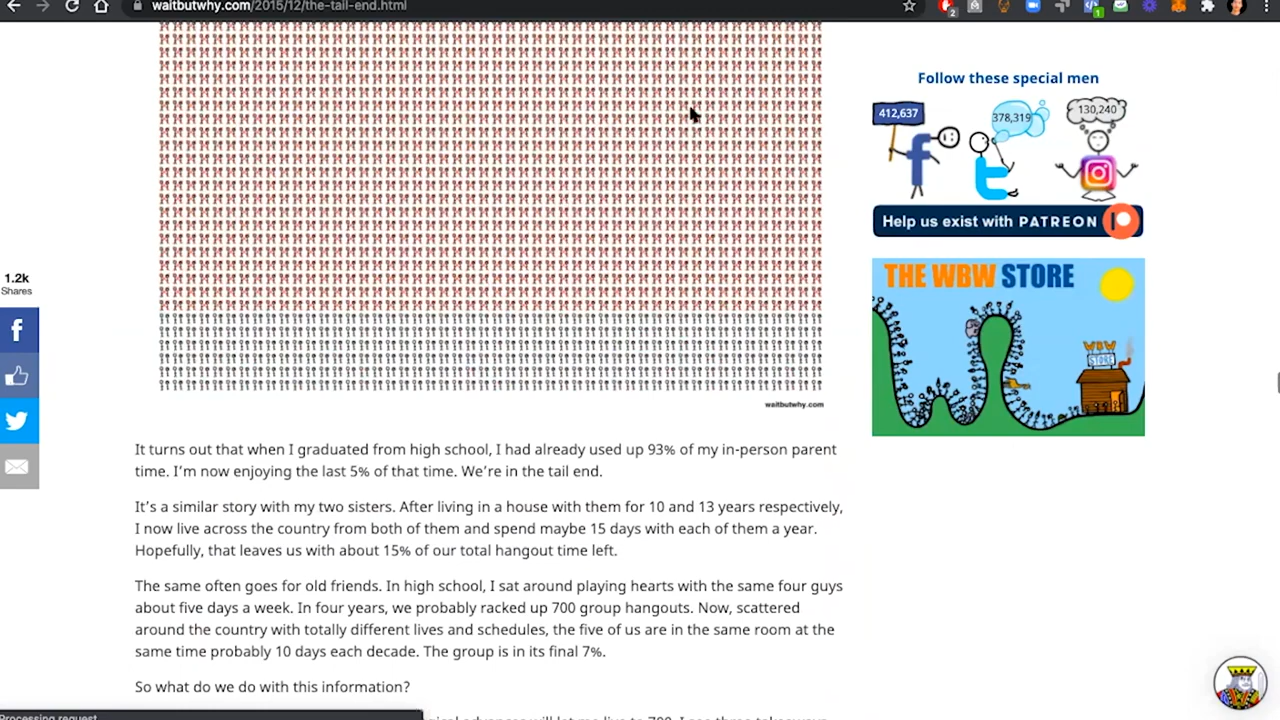 waitbutwhy.com/2015/12/the-tail-end.html
2
1
Follow these special men
412,637
378,319
130,240
Help us exist with PATREON
THE WBW STORE
WBW
STORE
1.2k
Shares
waitbutwhy.com
It turns out that when I graduated from high school, I had already used up 93% of my in-person parent
time. I’m now enjoying the last 5% of that time. We’re in the tail end.
It’s a similar story with my two sisters. After living in a house with them for 10 and 13 years respectively,
I now live across the country from both of them and spend maybe 15 days with each of them a year.
Hopefully, that leaves us with about 15% of our total hangout time left.
The same often goes for old friends. In high school, I sat around playing hearts with the same four guys
about five days a week. In four years, we probably racked up 700 group hangouts. Now, scattered
around the country with totally different lives and schedules, the five of us are in the same room at the
same time probably 10 days each decade. The group is in its final 7%.
So what do we do with this information?
Processing request